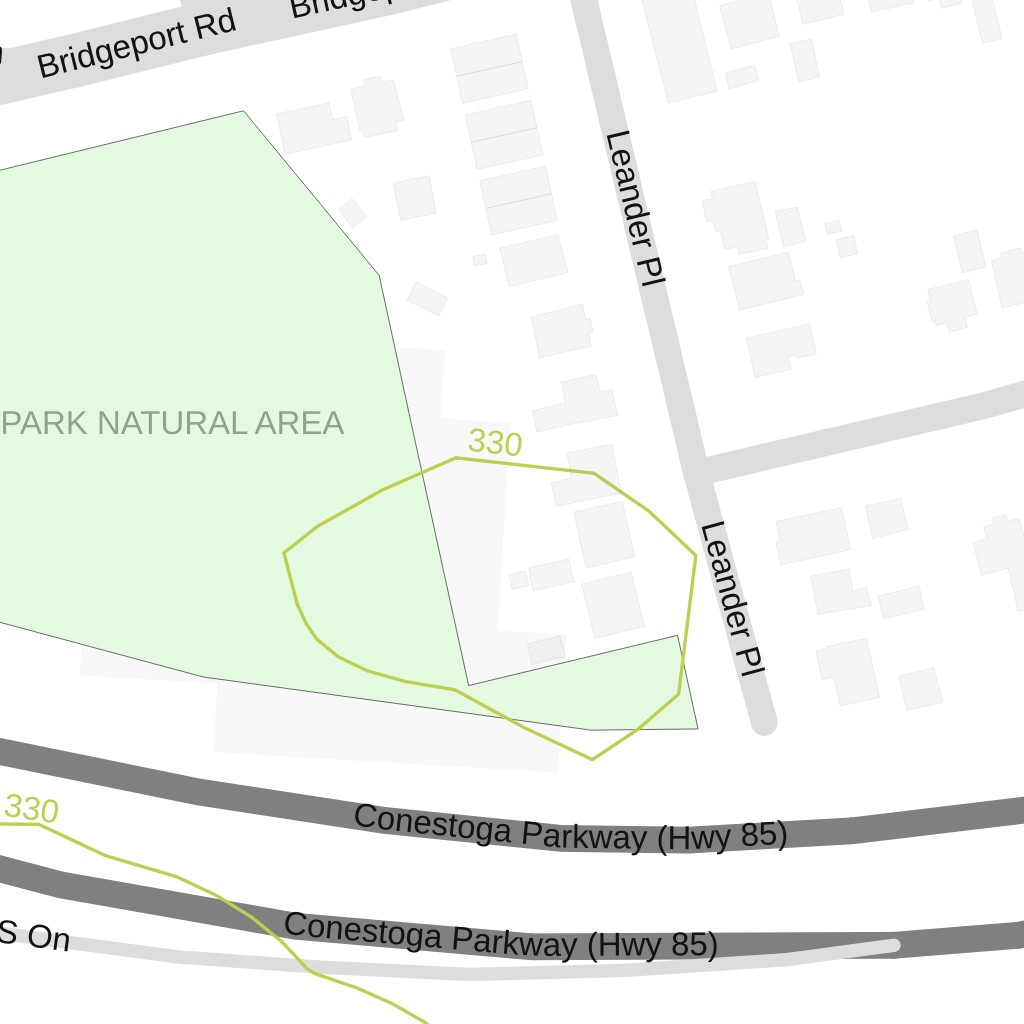 Bridgeport Rd
Leander Pl
PARK NATURAL AREA
330
Leander Pl
330
Conestoga Parkway (Hwy 85)
Conestoga Parkway (Hwy 85)
S On